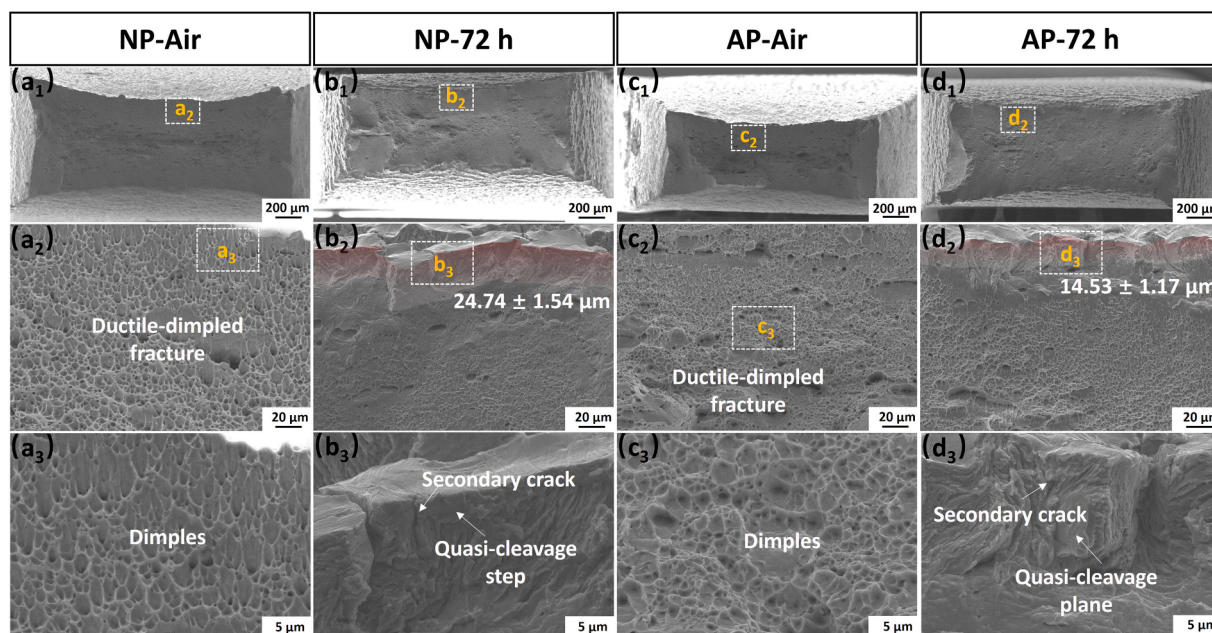 NP-Air
NP-72 h
AP-Air
AP-72 h
(a₁)
a₂
200 μm
(b₁)
b₂
200 μm
(c₁)
c₂
200 μm
(d₁)
d₂
200 μm
(a₂)
a₃
Ductile-dimpled
fracture
20 μm
(b₂)
b₃
24.74 ± 1.54 μm
20 μm
(c₂)
c₃
Ductile-dimpled
fracture
20 μm
(d₂)
d₃
14.53 ± 1.17 μm
20 μm
(a₃)
Dimples
5 μm
(b₃)
Secondary crack
Quasi-cleavage
step
5 μm
(c₃)
Dimples
5 μm
(d₃)
Secondary crack
Quasi-cleavage
plane
5 μm